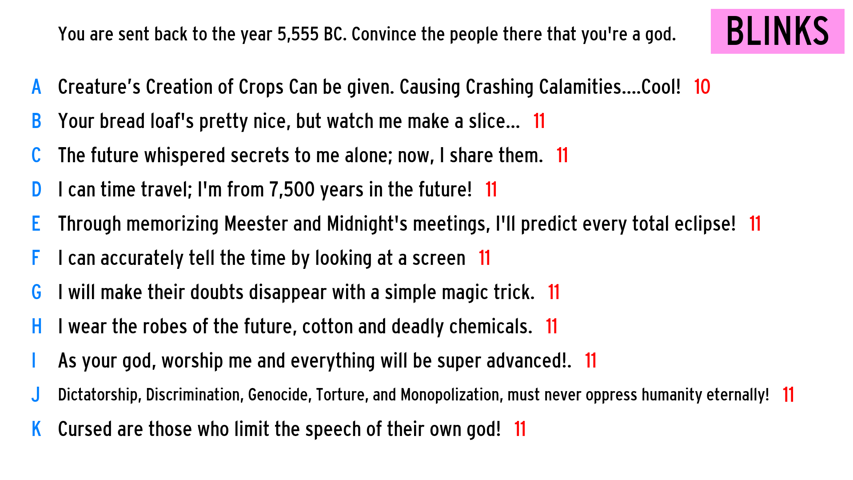 You are sent back to the year 5,555 BC. Convince the people there that you're a god.
BLINKS
A Creature's Creation of Crops Can be given. Causing Crashing Calamities....Cool! 10
B Your bread loaf's pretty nice, but watch me make a slice... 11
C The future whispered secrets to me alone; now, I share them. 11
D I can time travel; I'm from 7,500 years in the future! 11
E Through memorizing Meester and Midnight's meetings, I'll predict every total eclipse! 11
F I can accurately tell the time by looking at a screen 11
G I will make their doubts disappear with a simple magic trick. 11
H I wear the robes of the future, cotton and deadly chemicals. 11
I As your god, worship me and everything will be super advanced!. 11
J Dictatorship, Discrimination, Genocide, Torture, and Monopolization, must never oppress humanity eternally! 11
K Cursed are those who limit the speech of their own god! 11